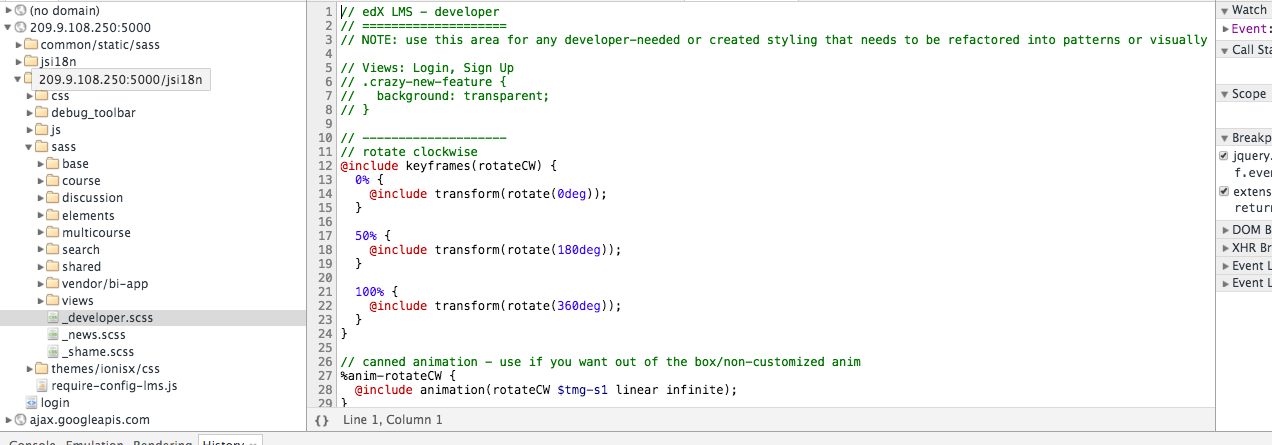 (no domain)
209.9.108.250:5000
common/static/sass
jsi18n
209.9.108.250:5000/jsi18n
css
debug_toolbar
js
sass
base
course
discussion
elements
multicourse
search
shared
vendor/bi-app
views
_developer.scss
_news.scss
_shame.scss
themes/ionisx/css
require-config-lms.js
login
ajax.googleapis.com
1 // edX LMS - developer
2 // ====================
3 // NOTE: use this area for any developer-needed or created styling that needs to be refactored into patterns or visually
4
5 // Views: Login, Sign Up
6 // .crazy-new-feature {
7 //   background: transparent;
8 // }
9
10 // --------------------
11 // rotate clockwise
12 @include keyframes(rotateCW) {
13   0% {
14     @include transform(rotate(0deg));
15   }
16
17   50% {
18     @include transform(rotate(180deg));
19   }
20
21   100% {
22     @include transform(rotate(360deg));
23   }
24 }
25
26 // canned animation - use if you want out of the box/non-customized anim
27 %anim-rotateCW {
28   @include animation(rotateCW $tmg-s1 linear infinite);
29 }
{} Line 1, Column 1
Watch
Event:
Call Sta
Scope
Breakp
jquery.
f.eve
extens
return
DOM B
XHR Br
Event L
Event L
Console Emulation Rendering History